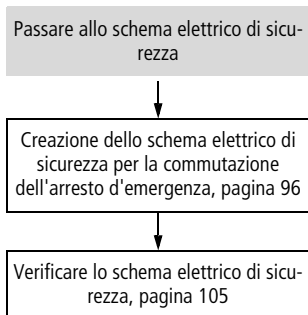 Passare allo schema elettrico di sicu-
rezza
Creazione dello schema elettrico di
sicurezza per la commutazione
dell'arresto d'emergenza, pagina 96
Verificare lo schema elettrico di sicu-
rezza, pagina 105